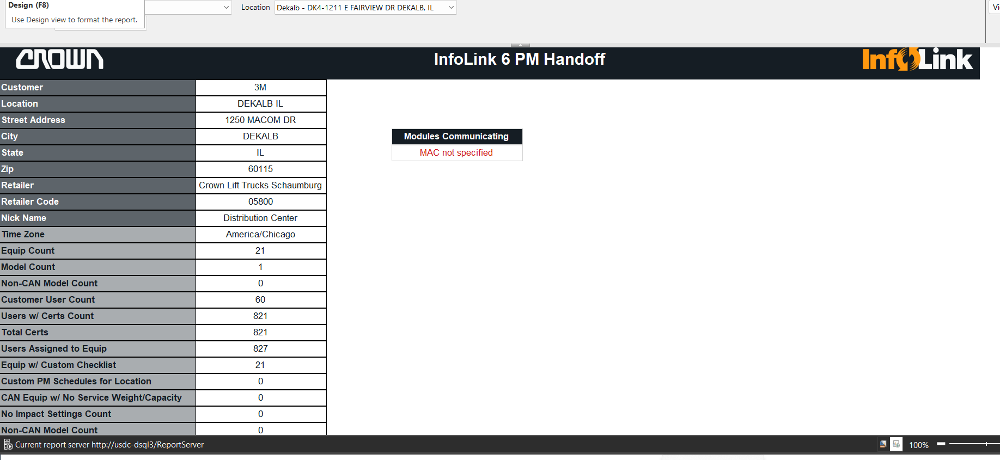 Design (F8)
Use Design view to format the report.
Location Dekalb - DK4-1211 E FAIRVIEW DR DEKALB, IL
CROWN
InfoLink 6 PM Handoff
InfoLink
Customer 3M
Location DEKALB IL
Street Address 1250 MACOM DR
City DEKALB
State IL
Zip 60115
Retailer Crown Lift Trucks Schaumburg
Retailer Code 05800
Nick Name Distribution Center
Time Zone America/Chicago
Equip Count 21
Model Count 1
Non-CAN Model Count 0
Customer User Count 60
Users w/ Certs Count 821
Total Certs 821
Users Assigned to Equip 827
Equip w/ Custom Checklist 21
Custom PM Schedules for Location 0
CAN Equip w/ No Service Weight/Capacity 0
No Impact Settings Count 0
Non-CAN Model Count 0
Modules Communicating
MAC not specified
Current report server http://usdc-dsql3/ReportServer
100%